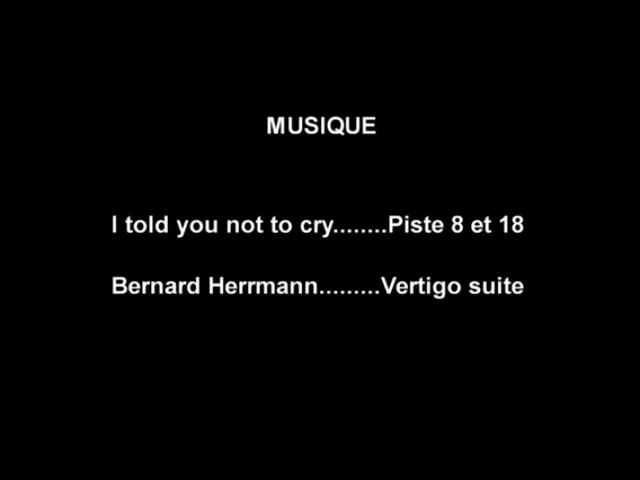 MUSIQUE
I told you not to cry........Piste 8 et 18
Bernard Herrmann.........Vertigo suite